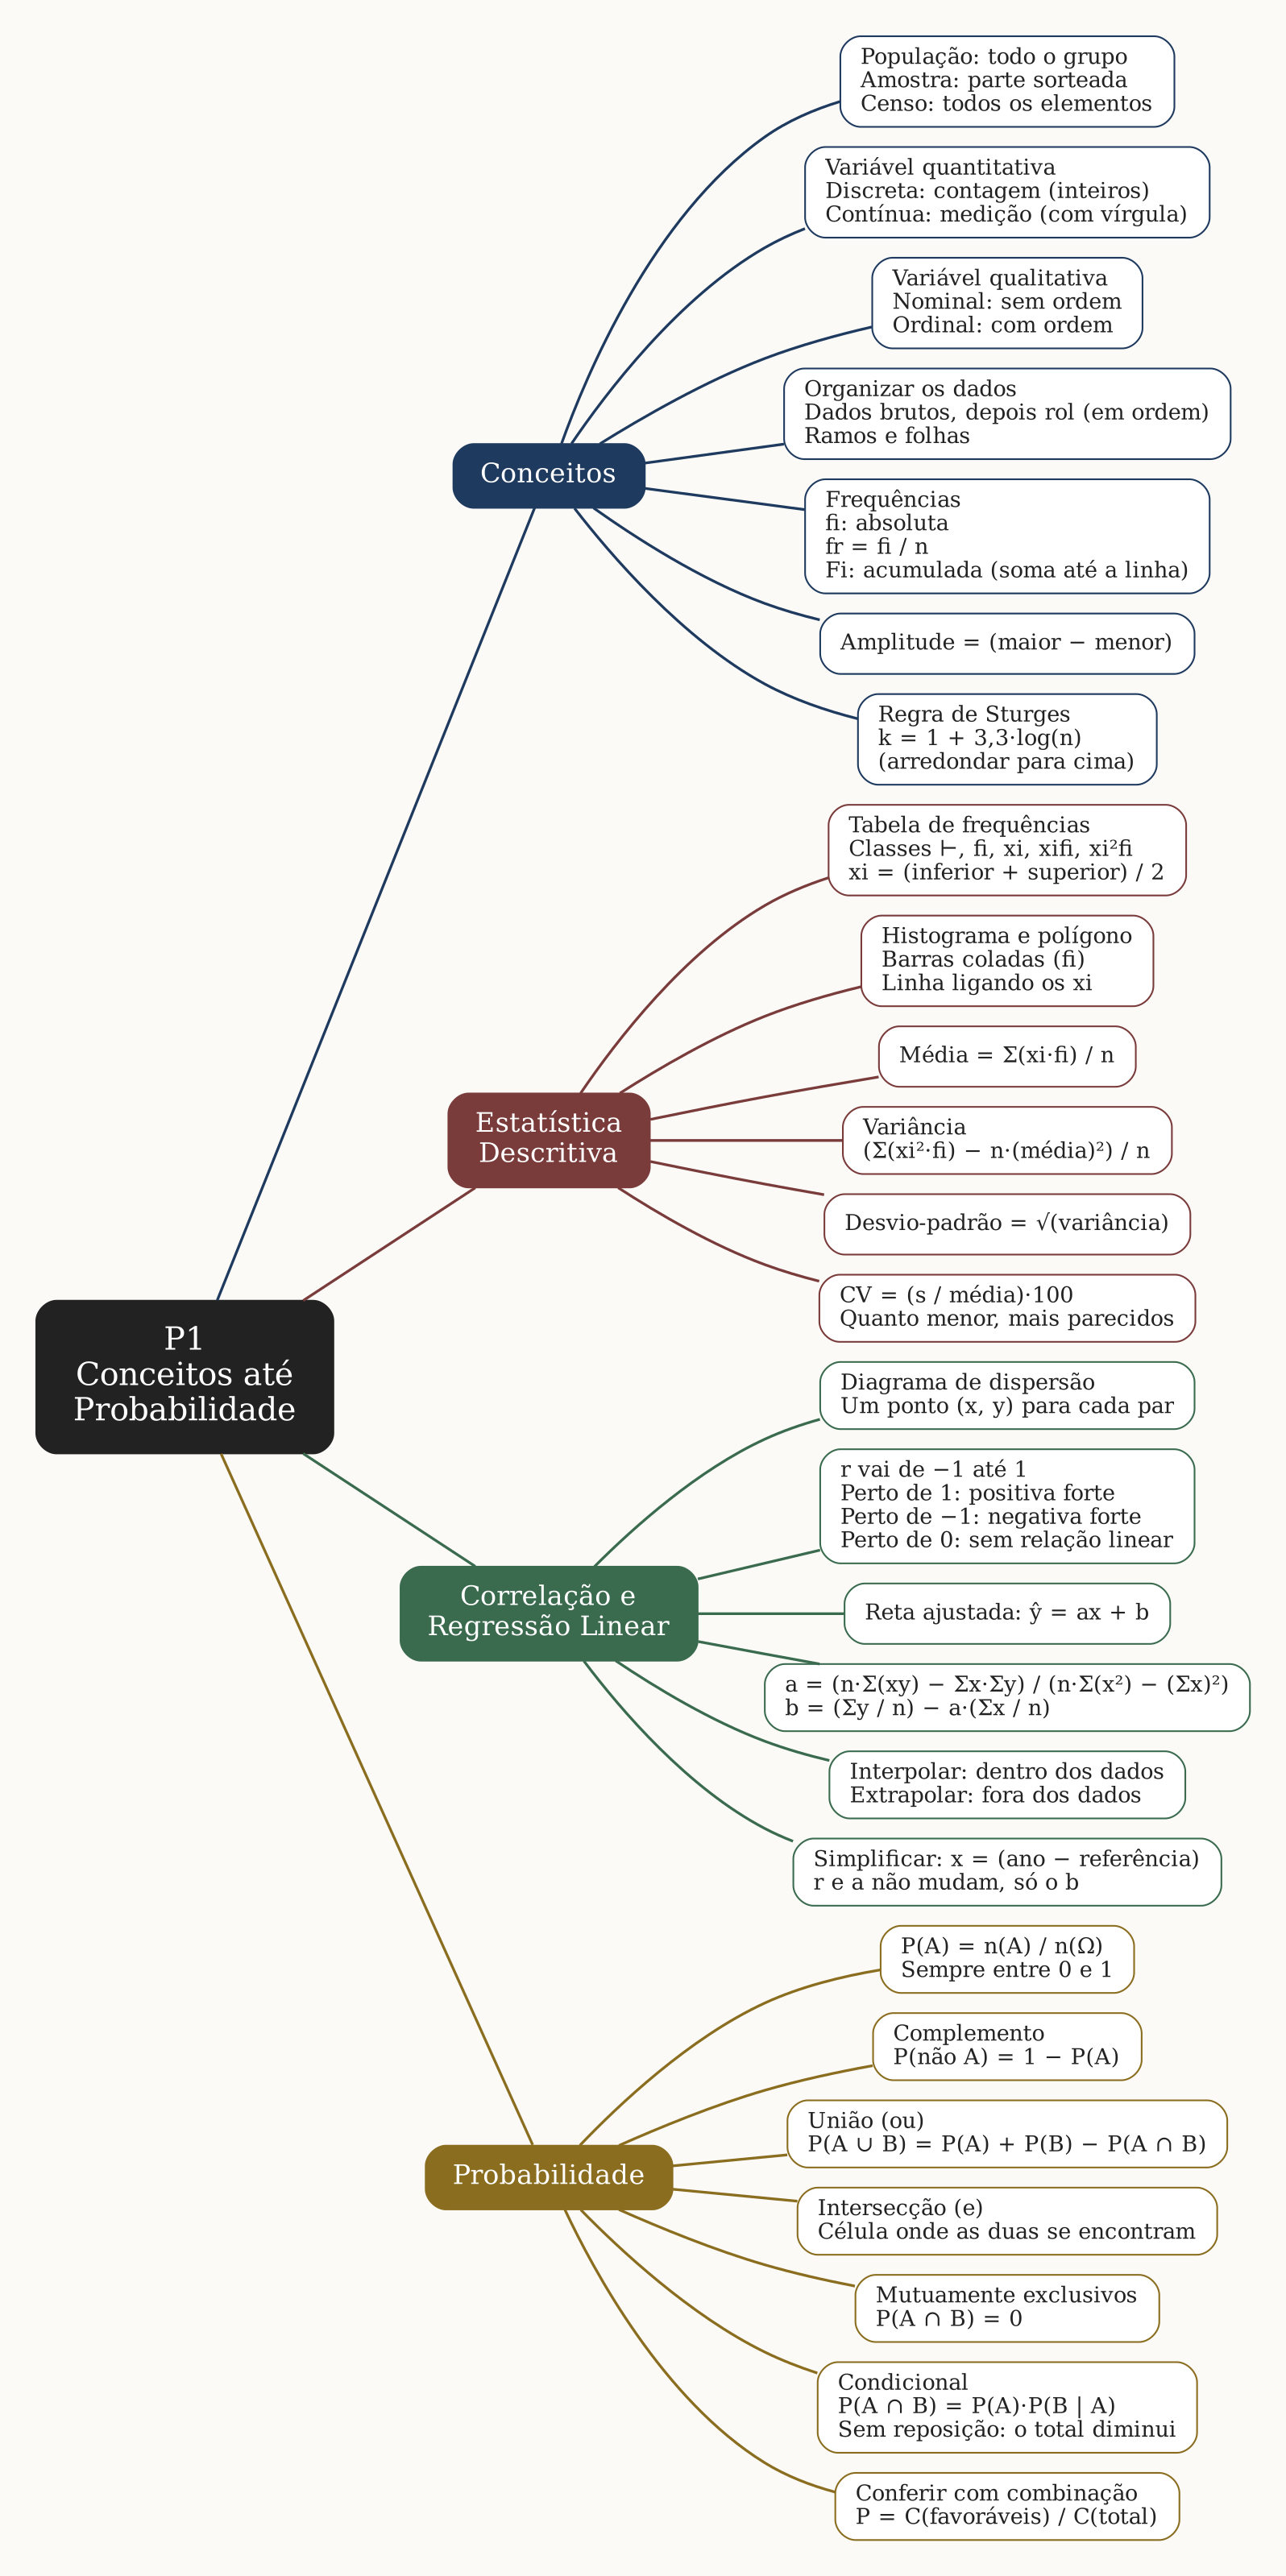 População: todo o grupo
Amostra: parte sorteada
Censo: todos os elementos
Variável quantitativa
Discreta: contagem (inteiros)
Contínua: medição (com vírgula)
Variável qualitativa
Nominal: sem ordem
Ordinal: com ordem
Organizar os dados
Dados brutos, depois rol (em ordem)
Ramos e folhas
Conceitos
Frequências
fi: absoluta
fr = fi / n
Fi: acumulada (soma até a linha)
Amplitude = (maior − menor)
Regra de Sturges
k = 1 + 3,3·log(n)
(arredondar para cima)
Tabela de frequências
Classes ⊢, fi, xi, xifi, xi²fi
xi = (inferior + superior) / 2
Histograma e polígono
Barras coladas (fi)
Linha ligando os xi
Média = Σ(xi·fi) / n
Estatística
Descritiva
Variância
(Σ(xi²·fi) − n·(média)²) / n
Desvio-padrão = √(variância)
CV = (s / média)·100
Quanto menor, mais parecidos
P1
Conceitos até
Probabilidade
Diagrama de dispersão
Um ponto (x, y) para cada par
r vai de −1 até 1
Perto de 1: positiva forte
Perto de −1: negativa forte
Perto de 0: sem relação linear
Correlação e
Regressão Linear
Reta ajustada: ŷ = ax + b
a = (n·Σ(xy) − Σx·Σy) / (n·Σ(x²) − (Σx)²)
b = (Σy / n) − a·(Σx / n)
Interpolar: dentro dos dados
Extrapolar: fora dos dados
Simplificar: x = (ano − referência)
r e a não mudam, só o b
P(A) = n(A) / n(Ω)
Sempre entre 0 e 1
Complemento
P(não A) = 1 − P(A)
União (ou)
P(A ∪ B) = P(A) + P(B) − P(A ∩ B)
Probabilidade
Intersecção (e)
Célula onde as duas se encontram
Mutuamente exclusivos
P(A ∩ B) = 0
Condicional
P(A ∩ B) = P(A)·P(B | A)
Sem reposição: o total diminui
Conferir com combinação
P = C(favoráveis) / C(total)